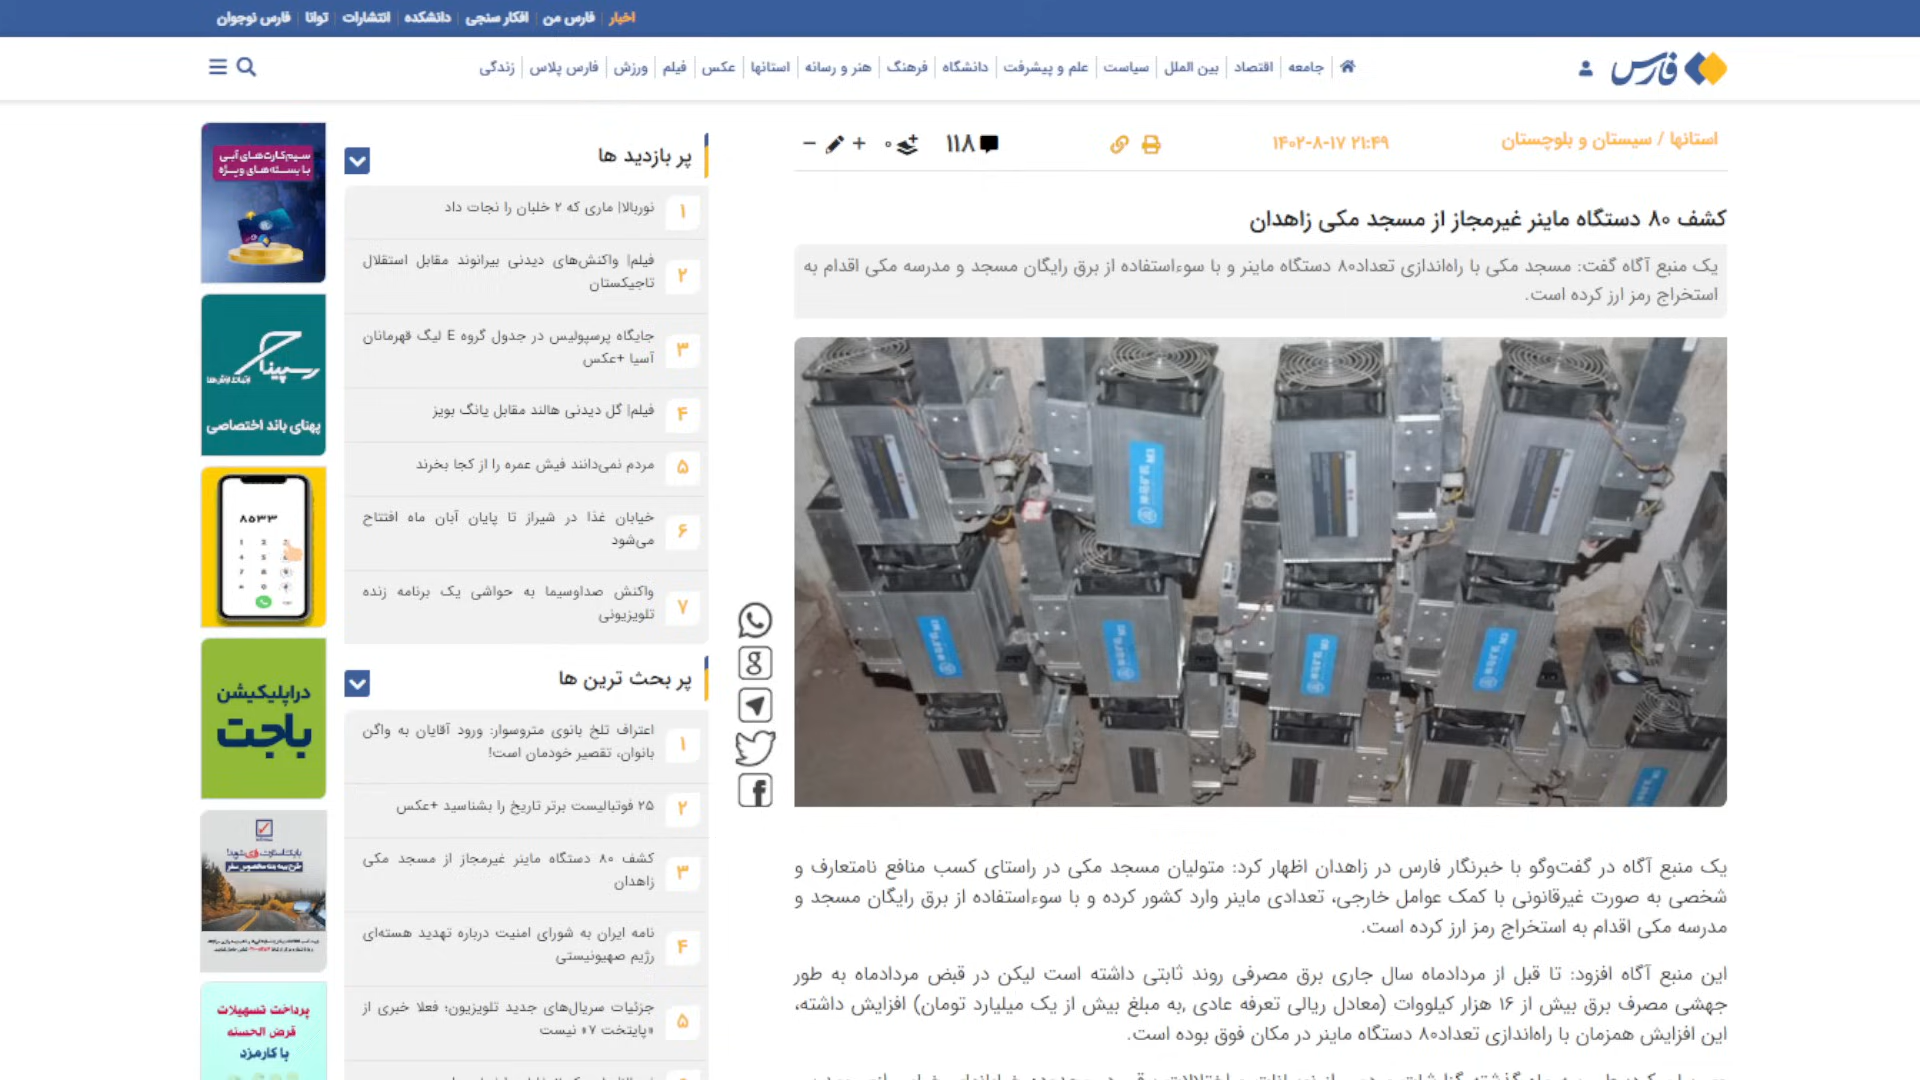 اخبار
فارس من
افکار سنجی
دانشکده
انتشارات
توانا
فارس نوجوان
فارس
جامعه
اقتصاد
بین الملل
سیاست
علم و پیشرفت
دانشگاه
فرهنگ
هنر و رسانه
استانها
عکس
فیلم
ورزش
فارس پلاس
زندگی
استانها / سیستان و بلوچستان
۱۴۰۲-۸-۱۷ ۲۱:۴۹
۱۱۸
۰
+
−
کشف ۸۰ دستگاه ماینر غیرمجاز از مسجد مکی زاهدان
یک منبع آگاه گفت: مسجد مکی با راه‌اندازی تعداد۸۰ دستگاه ماینر و با سوءاستفاده از برق رایگان مسجد و مدرسه مکی اقدام به
استخراج رمز ارز کرده است.
یک منبع آگاه در گفت‌وگو با خبرنگار فارس در زاهدان اظهار کرد: متولیان مسجد مکی در راستای کسب منافع نامتعارف و
شخصی به صورت غیرقانونی با کمک عوامل خارجی، تعدادی ماینر وارد کشور کرده و با سوءاستفاده از برق رایگان مسجد و
مدرسه مکی اقدام به استخراج رمز ارز کرده است.
این منبع آگاه افزود: تا قبل از مردادماه سال جاری برق مصرفی روند ثابتی داشته است لیکن در قبض مردادماه به طور
جهشی مصرف برق بیش از ۱۶ هزار کیلووات (معادل ریالی تعرفه عادی ,به مبلغ بیش از یک میلیارد تومان) افزایش داشته،
این افزایش همزمان با راه‌اندازی تعداد۸۰ دستگاه ماینر در مکان فوق بوده است.
پر بازدید ها
۱
نوربالا| ماری که ۲ خلبان را نجات داد
۲
فیلم| واکنش‌های دیدنی بیرانوند مقابل استقلال
تاجیکستان
۳
جایگاه پرسپولیس در جدول گروه E لیگ قهرمانان
آسیا +عکس
۴
فیلم| گل دیدنی هالند مقابل یانگ بویز
۵
مردم نمی‌دانند فیش عمره را از کجا بخرند
۶
خیابان غذا در شیراز تا پایان آبان ماه افتتاح
می‌شود
۷
واکنش صداوسیما به حواشی یک برنامه زنده
تلویزیونی
پر بحث ترین ها
۱
اعتراف تلخ بانوی متروسوار: ورود آقایان به واگن
بانوان، تقصیر خودمان است!
۲
۲۵ فوتبالیست برتر تاریخ را بشناسید +عکس
۳
کشف ۸۰ دستگاه ماینر غیرمجاز از مسجد مکی
زاهدان
۴
نامه ایران به شورای امنیت درباره تهدید هسته‌ای
رژیم صهیونیستی
۵
جزئیات سریال‌های جدید تلویزیون؛ فعلا خبری از
«پایتخت ۷» نیست
سیم‌کارت‌های آبی
با بسته‌های ویژه
رسپینا
پهنای باند اختصاصی
۸۵۳۳
در اپلیکیشن
باجت
پرداخت تسهیلات
قرض الحسنه
با کارمزد